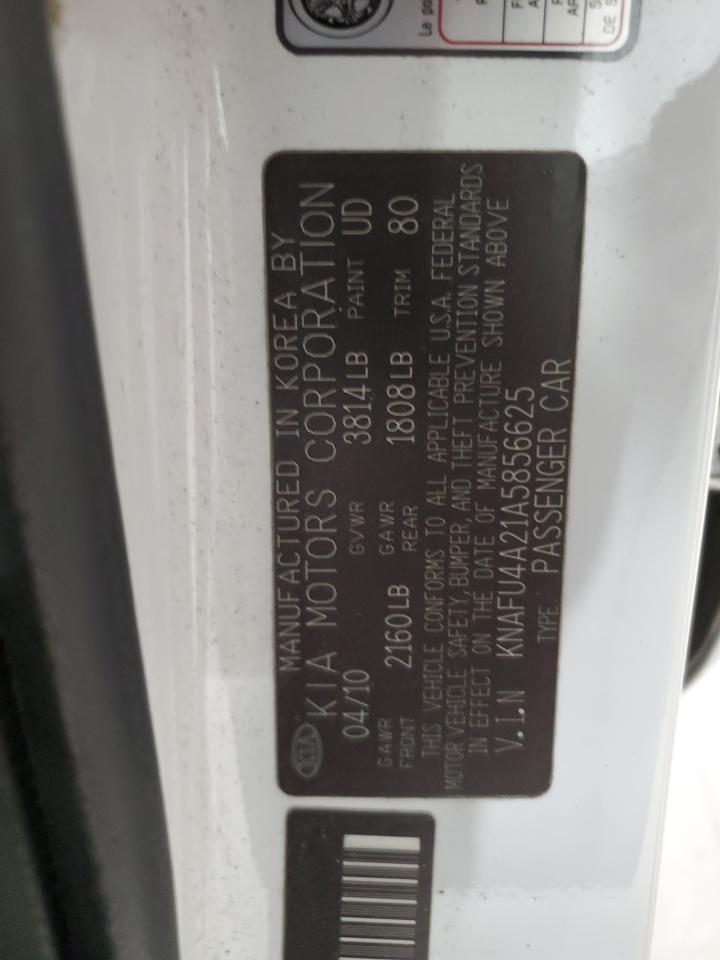 MANUFACTURED IN KOREA BY
KIA KIA MOTORS CORPORATION
04/10 GVWR 3814LB PAINT UD
GAWR FRONT 2160LB GAWR REAR 1808LB TRIM 80
THIS VEHICLE CONFORMS TO ALL APPLICABLE U.S.A. FEDERAL
MOTOR VEHICLE SAFETY, BUMPER, AND THEFT PREVENTION STANDARDS
IN EFFECT ON THE DATE OF MANUFACTURE SHOWN ABOVE
V.I.N KNAFU4A21A5856625
TYPE PASSENGER CAR